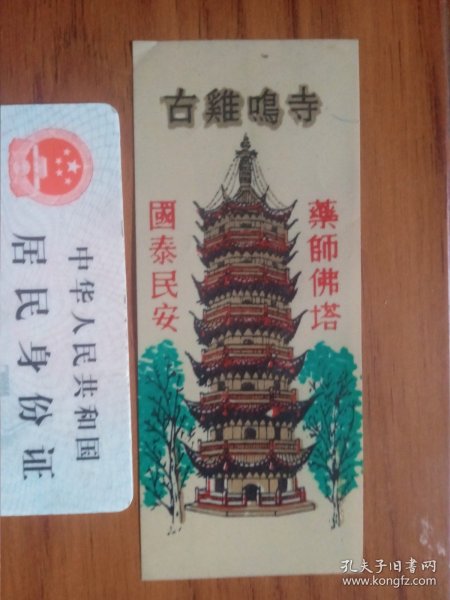 古雞鳴寺
藥師佛塔
國泰民安
中华人民共和国
居民身份证
孔夫子旧书网
www.kongfz.com